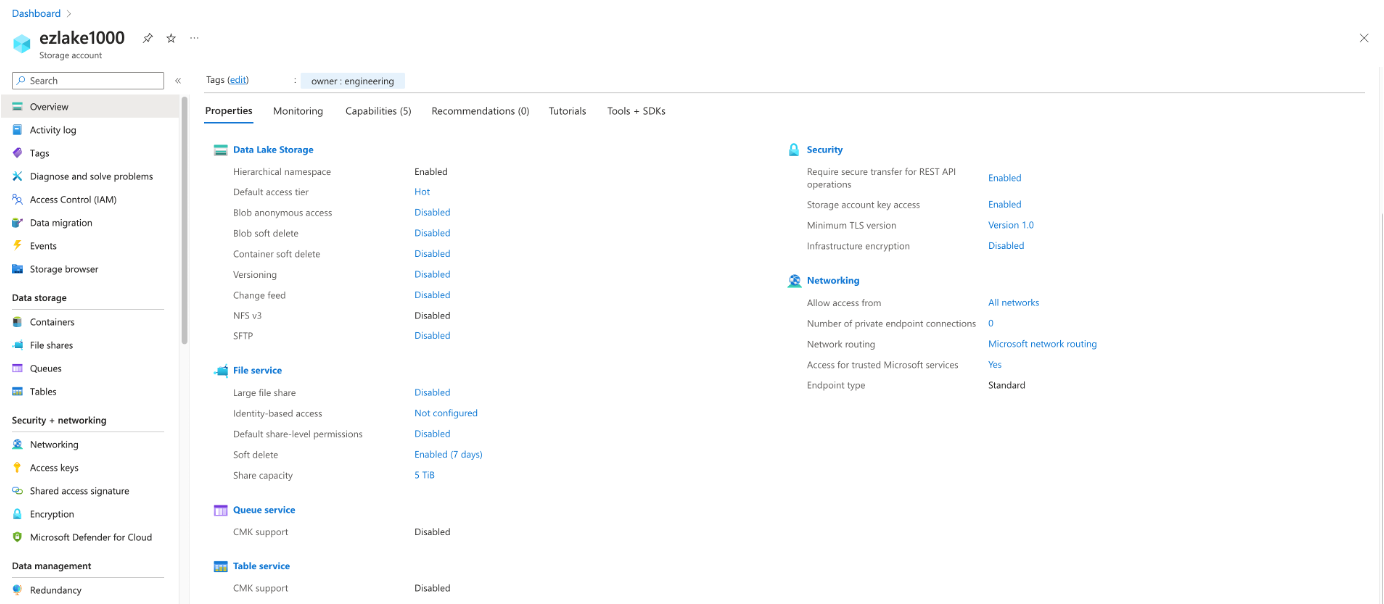 Dashboard >
ezlake1000
Storage account
Search
Overview
Activity log
Tags
Diagnose and solve problems
Access Control (IAM)
Data migration
Events
Storage browser
Data storage
Containers
File shares
Queues
Tables
Security + networking
Networking
Access keys
Shared access signature
Encryption
Microsoft Defender for Cloud
Data management
Redundancy
Tags (edit) : owner : engineering
Properties Monitoring Capabilities (5) Recommendations (0) Tutorials Tools + SDKs
Data Lake Storage
Hierarchical namespace Enabled
Default access tier Hot
Blob anonymous access Disabled
Blob soft delete Disabled
Container soft delete Disabled
Versioning Disabled
Change feed Disabled
NFS v3 Disabled
SFTP Disabled
File service
Large file share Disabled
Identity-based access Not configured
Default share-level permissions Disabled
Soft delete Enabled (7 days)
Share capacity 5 TiB
Queue service
CMK support Disabled
Table service
CMK support Disabled
Security
Require secure transfer for REST API
operations Enabled
Storage account key access Enabled
Minimum TLS version Version 1.0
Infrastructure encryption Disabled
Networking
Allow access from All networks
Number of private endpoint connections 0
Network routing Microsoft network routing
Access for trusted Microsoft services Yes
Endpoint type Standard